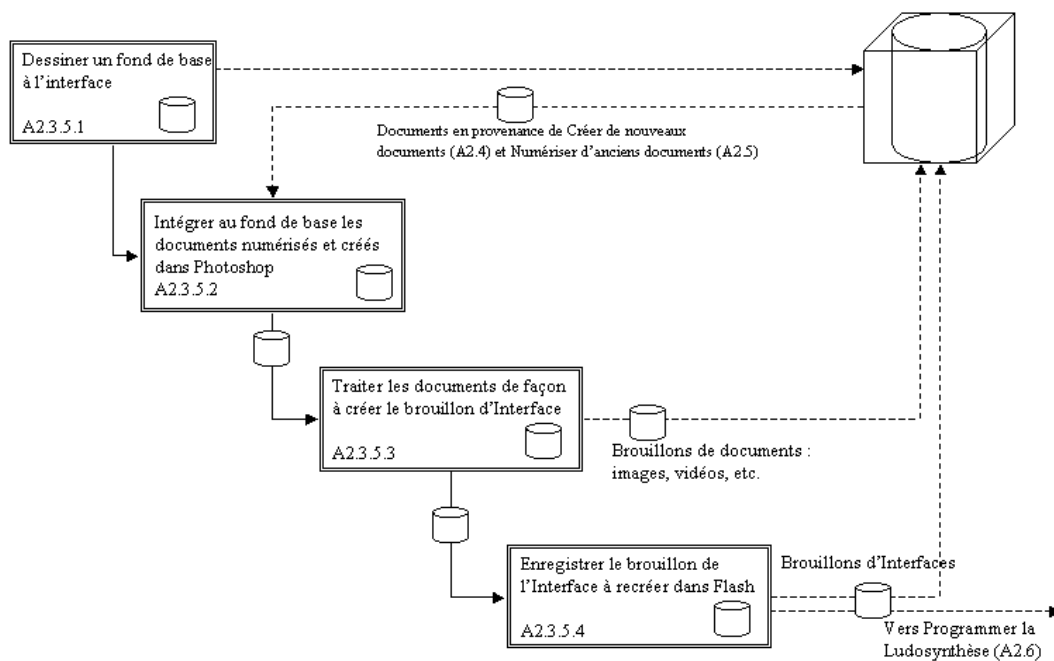 Dessiner un fond de base
à l'interface
A2.3.5.1
Documents en provenance de Créer de nouveaux
documents (A2.4) et Numériser d'anciens documents (A2.5)
Intégrer au fond de base les
documents numérisés et créés
dans Photoshop
A2.3.5.2
Traiter les documents de façon
à créer le brouillon d'Interface
A2.3.5.3
Brouillons de documents :
images, vidéos, etc.
Enregistrer le brouillon de
l'Interface à recréer dans Flash
A2.3.5.4
Brouillons d'Interfaces
Vers Programmer la
Ludosynthèse (A2.6)